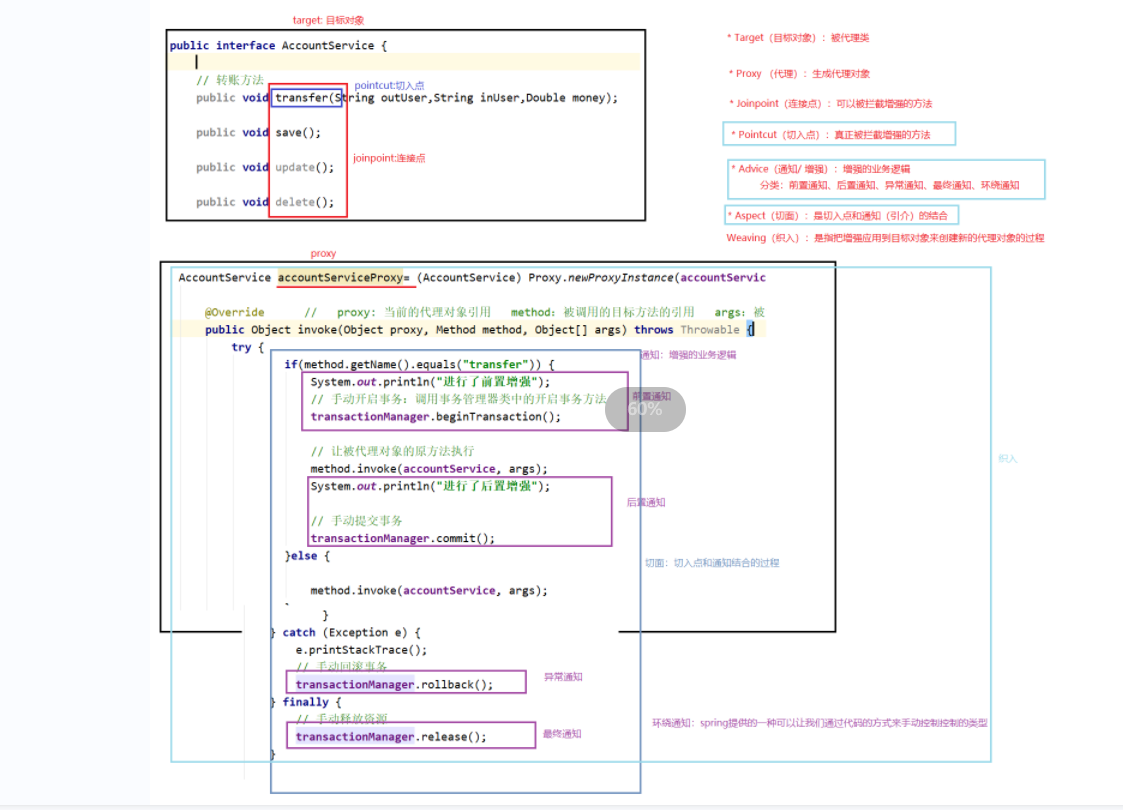 target: 目标对象
public interface AccountService {
// 转账方法
pointcut:切入点
public void transfer(String outUser,String inUser,Double money);
public void save();
joinpoint:连接点
public void update();
public void delete();
* Target（目标对象）：被代理类
* Proxy （代理）：生成代理对象
* Joinpoint（连接点）：可以被拦截增强的方法
* Pointcut（切入点）：真正被拦截增强的方法
* Advice（通知/ 增强）：增强的业务逻辑
分类：前置通知、后置通知、异常通知、最终通知、环绕通知
* Aspect（切面）：是切入点和通知（引介）的结合
Weaving（织入）：是指把增强应用到目标对象来创建新的代理对象的过程
proxy
AccountService accountServiceProxy= (AccountService) Proxy.newProxyInstance(accountServic
@Override // proxy: 当前的代理对象引用 method：被调用的目标方法的引用 args：被
public Object invoke(Object proxy, Method method, Object[] args) throws Throwable {
try {
通知：增强的业务逻辑
if(method.getName().equals("transfer")) {
System.out.println("进行了前置增强");
前置通知
// 手动开启事务：调用事务管理器类中的开启事务方法
60%
transactionManager.beginTransaction();
// 让被代理对象的原方法执行
织入
method.invoke(accountService, args);
System.out.println("进行了后置增强");
后置通知
// 手动提交事务
transactionManager.commit();
}else {
切面：切入点和通知结合的过程
method.invoke(accountService, args);
}
} catch (Exception e) {
e.printStackTrace();
// 手动回滚事务
transactionManager.rollback();
异常通知
} finally {
// 手动释放资源
环绕通知：spring提供的一种可以让我们通过代码的方式来手动控制控制的类型
transactionManager.release();
最终通知
}